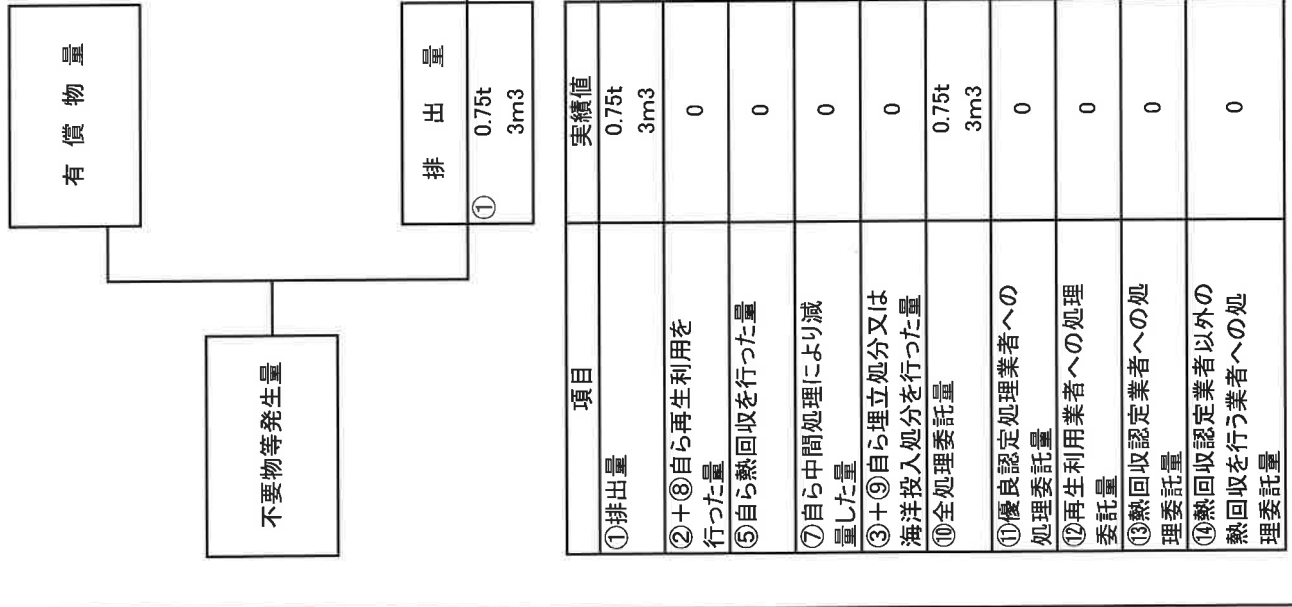 有償物量
不要物等発生量
排出量
① 0.75t
3m3
項目 実績値
①排出量 0.75t
3m3
②+⑧自ら再生利用を
行った量 0
⑤自ら熱回収を行った量 0
⑦自ら中間処理により減
量した量 0
③+⑨自ら埋立処分又は
海洋投入処分を行った量 0
⑩全処理委託量 0.75t
3m3
⑪優良認定処理業者への
処理委託量 0
⑫再生利用業者への処理
委託量 0
⑬熱回収認定業者への処
理委託量 0
⑭熱回収認定業者以外の
熱回収を行う業者への処
理委託量 0